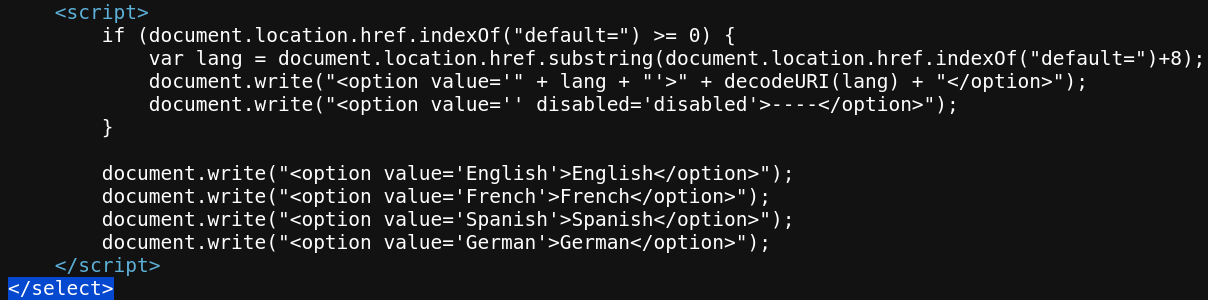 <script>
if (document.location.href.indexOf("default=") >= 0) {
var lang = document.location.href.substring(document.location.href.indexOf("default=")+8);
document.write("<option value='" + lang + "'>" + decodeURI(lang) + "</option>");
document.write("<option value='' disabled='disabled'>----</option>");
}
document.write("<option value='English'>English</option>");
document.write("<option value='French'>French</option>");
document.write("<option value='Spanish'>Spanish</option>");
document.write("<option value='German'>German</option>");
</script>
</select>